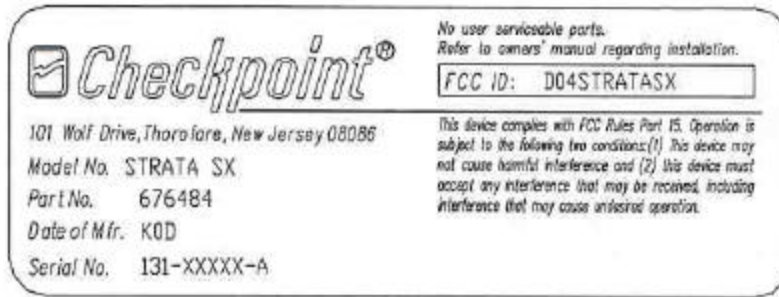 Checkpoint®
101 Wolf Drive, Thorofare, New Jersey 08086
Model No. STRATA SX
Part No. 676484
Date of Mfr. K0D
Serial No. 131-XXXXX-A
No user serviceable parts.
Refer to owners' manual regarding installation.
FCC ID: DO4STRATASX
This device complies with FCC Rules Part 15. Operation is
subject to the following two conditions:(1) This device may
not cause harmful interference and (2) this device must
accept any interference that may be received, including
interference that may cause undesired operation.